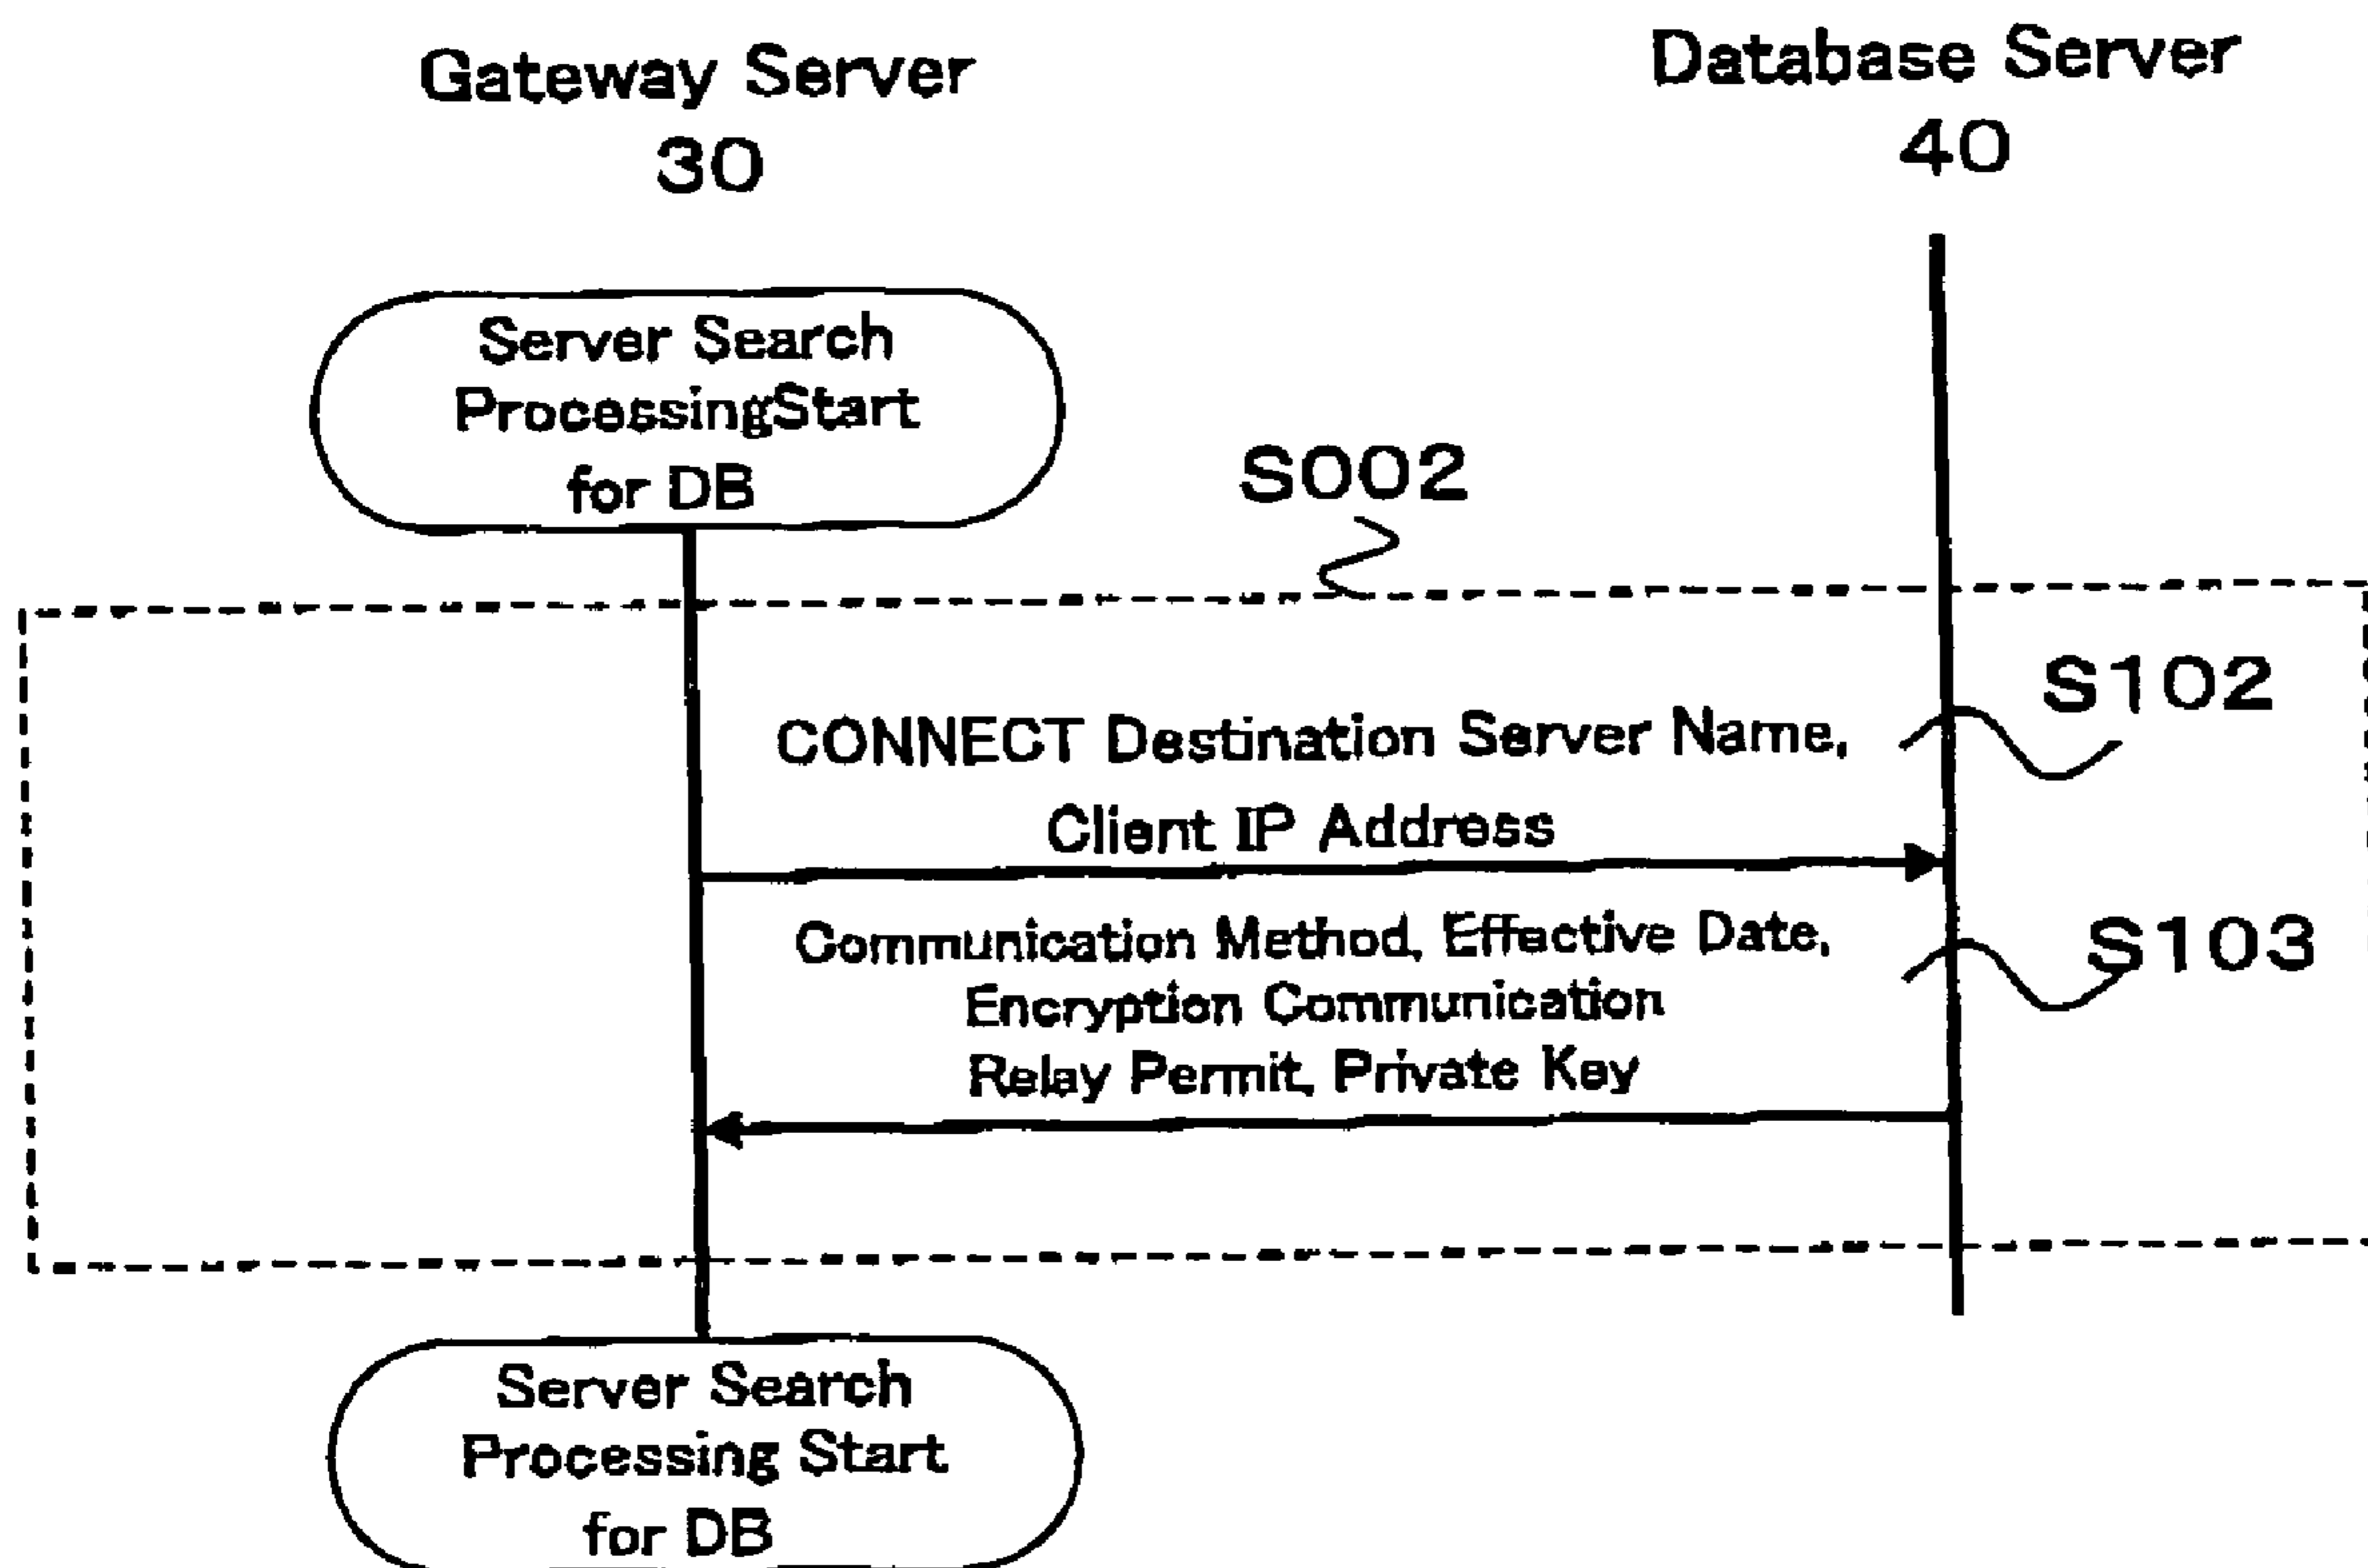 Gateway Server
30
Database Server
40
Server Search
ProcessingStart
for DB
S002
S102
CONNECT Destination Server Name,
Client IP Address
S103
Communication Method, Effective Date,
Encryption Communication
Relay Permit, Private Key
Server Search
Processing Start
for DB